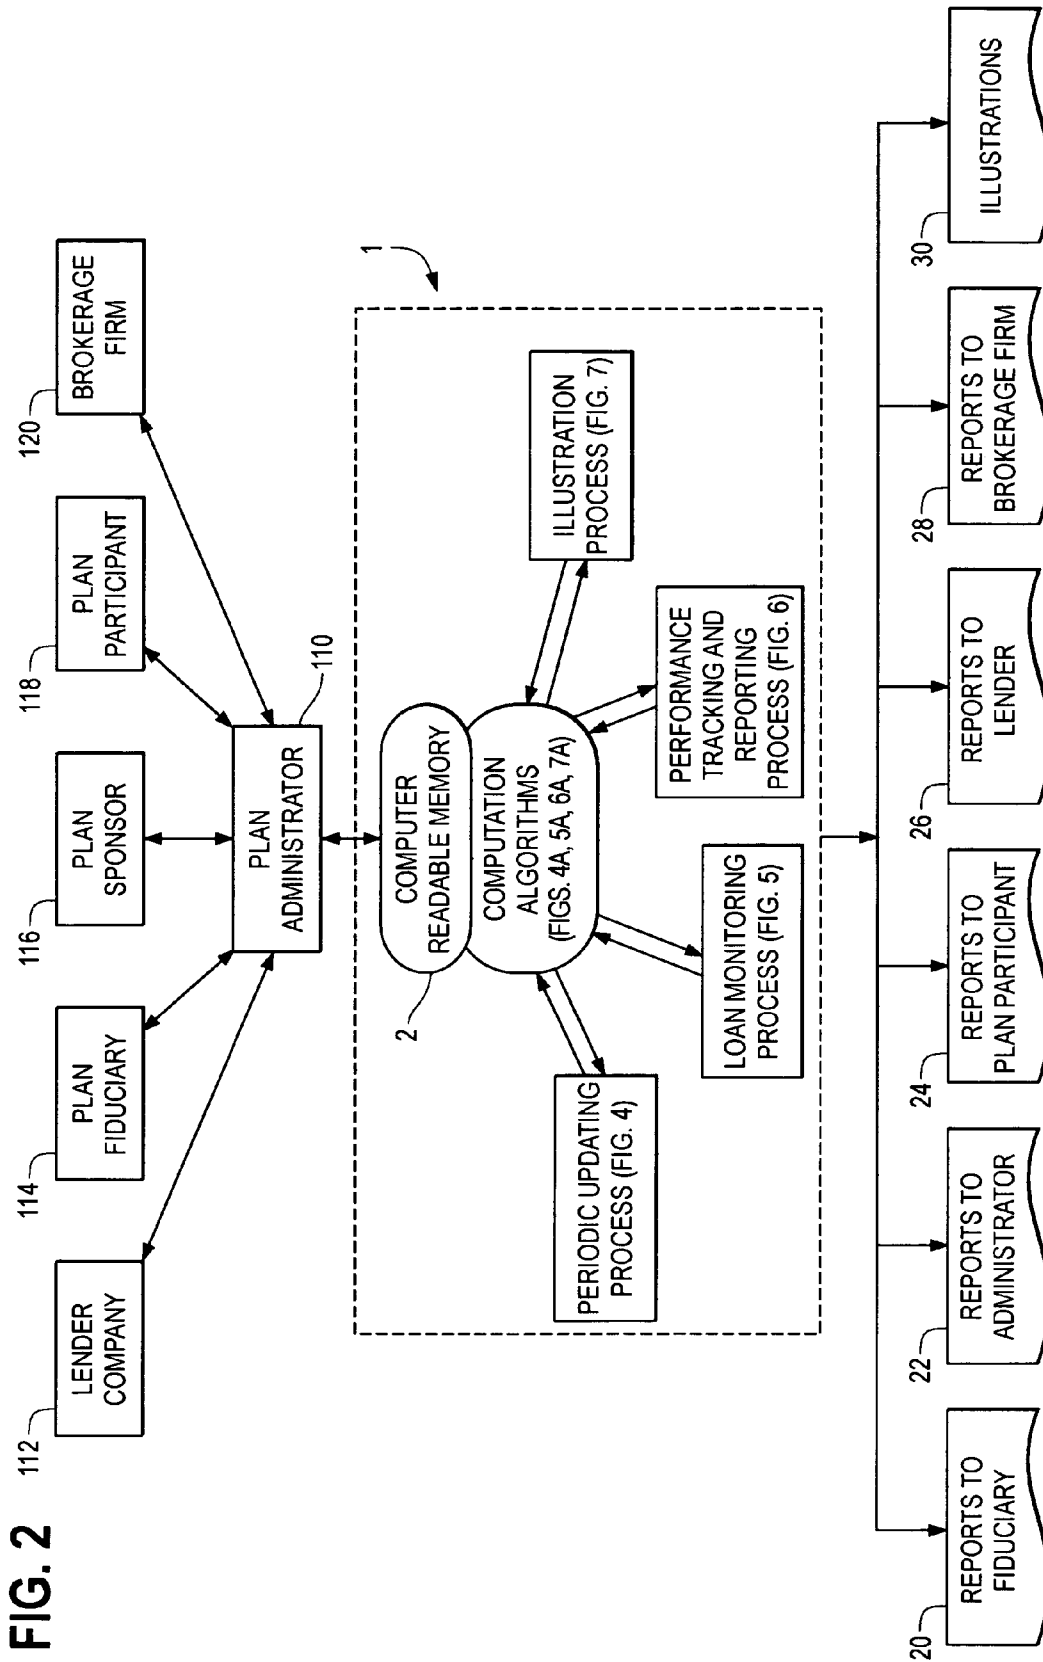 FIG. 2
112
LENDER
COMPANY
114
PLAN
FIDUCIARY
116
PLAN
SPONSOR
118
PLAN
PARTICIPANT
120
BROKERAGE
FIRM
PLAN
ADMINISTRATOR
110
1
2
COMPUTER
READABLE MEMORY
COMPUTATION
ALGORITHMS
(FIGS. 4A, 5A, 6A, 7A)
PERIODIC UPDATING
PROCESS (FIG. 4)
LOAN MONITORING
PROCESS (FIG. 5)
PERFORMANCE
TRACKING AND
REPORTING
PROCESS (FIG. 6)
ILLUSTRATION
PROCESS (FIG. 7)
20
REPORTS TO
FIDUCIARY
22
REPORTS TO
ADMINISTRATOR
24
REPORTS TO
PLAN PARTICIPANT
26
REPORTS TO
LENDER
28
REPORTS TO
BROKERAGE FIRM
30
ILLUSTRATIONS